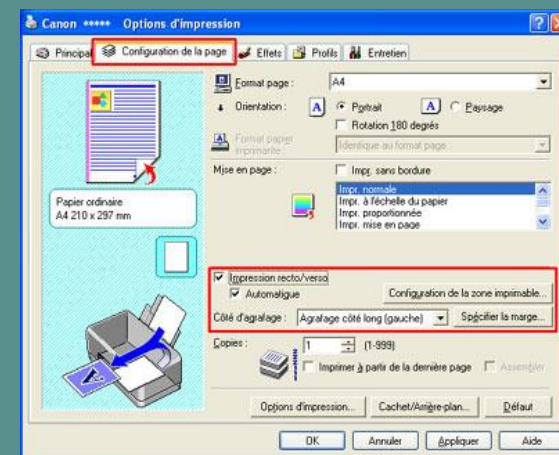 Canon ***** Options d'impression
Principal Configuration de la page Effets Profils Entretien
Format page : A4
Orientation : A Portrait A Paysage
Rotation 180 degrés
Format papier imprimante : Identique au format page
Mise en page : Impr. sans bordure
Impr. normale
Impr. à l'échelle du papier
Impr. proportionnée
Impr. mise en page
Papier ordinaire
A4 210 x 297 mm
Impression recto/verso
Automatique Configuration de la zone imprimable...
Côté d'agrafage : Agrafage côté long (gauche) Spécifier la marge...
Copies : 1 (1-999)
Imprimer à partir de la dernière page Assembler
Options d'impression... Cachet/Arrière-plan... Défaut
OK Annuler Appliquer Aide